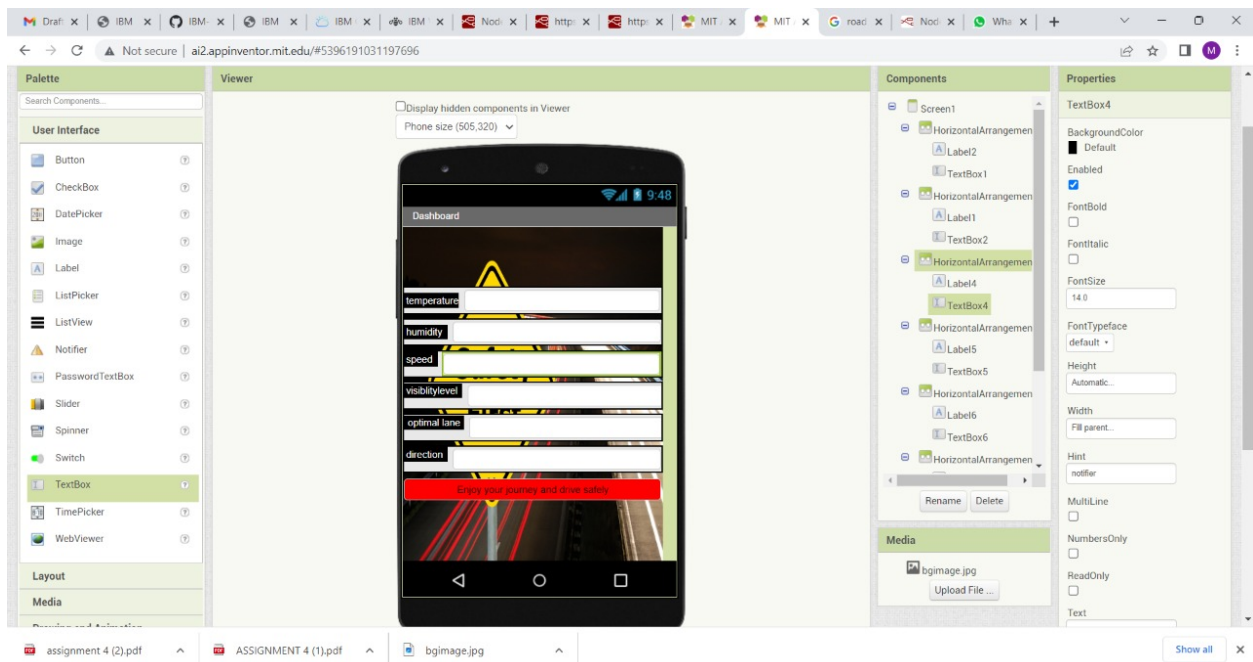 Draft
IBM
IBM-
IBM
IBM
IBM
Nod
http
http
MIT
MIT
road
Nod
Wha
Not secure | ai2.appinventor.mit.edu/#5396191031197696
M
Palette
Viewer
Components
Properties
Search Components...
User Interface
Button
CheckBox
DatePicker
Image
Label
ListPicker
ListView
Notifier
PasswordTextBox
Slider
Spinner
Switch
TextBox
TimePicker
WebViewer
Layout
Media
Drawing and Animation
Display hidden components in Viewer
Phone size (505,320)
9:48
Dashboard
temperature
humidity
speed
visiblitylevel
optimal lane
direction
Enjoy your journey and drive safely
Screen1
HorizontalArrangemen
Label2
TextBox1
HorizontalArrangemen
Label1
TextBox2
HorizontalArrangemen
Label4
TextBox4
HorizontalArrangemen
Label5
TextBox5
HorizontalArrangemen
Label6
TextBox6
HorizontalArrangemen
Rename Delete
Media
bgimage.jpg
Upload File ...
TextBox4
BackgroundColor
Default
Enabled
FontBold
FontItalic
FontSize
14.0
FontTypeface
default
Height
Automatic...
Width
Fill parent...
Hint
notifier
MultiLine
NumbersOnly
ReadOnly
Text
assignment 4 (2).pdf
ASSIGNMENT 4 (1).pdf
bgimage.jpg
Show all